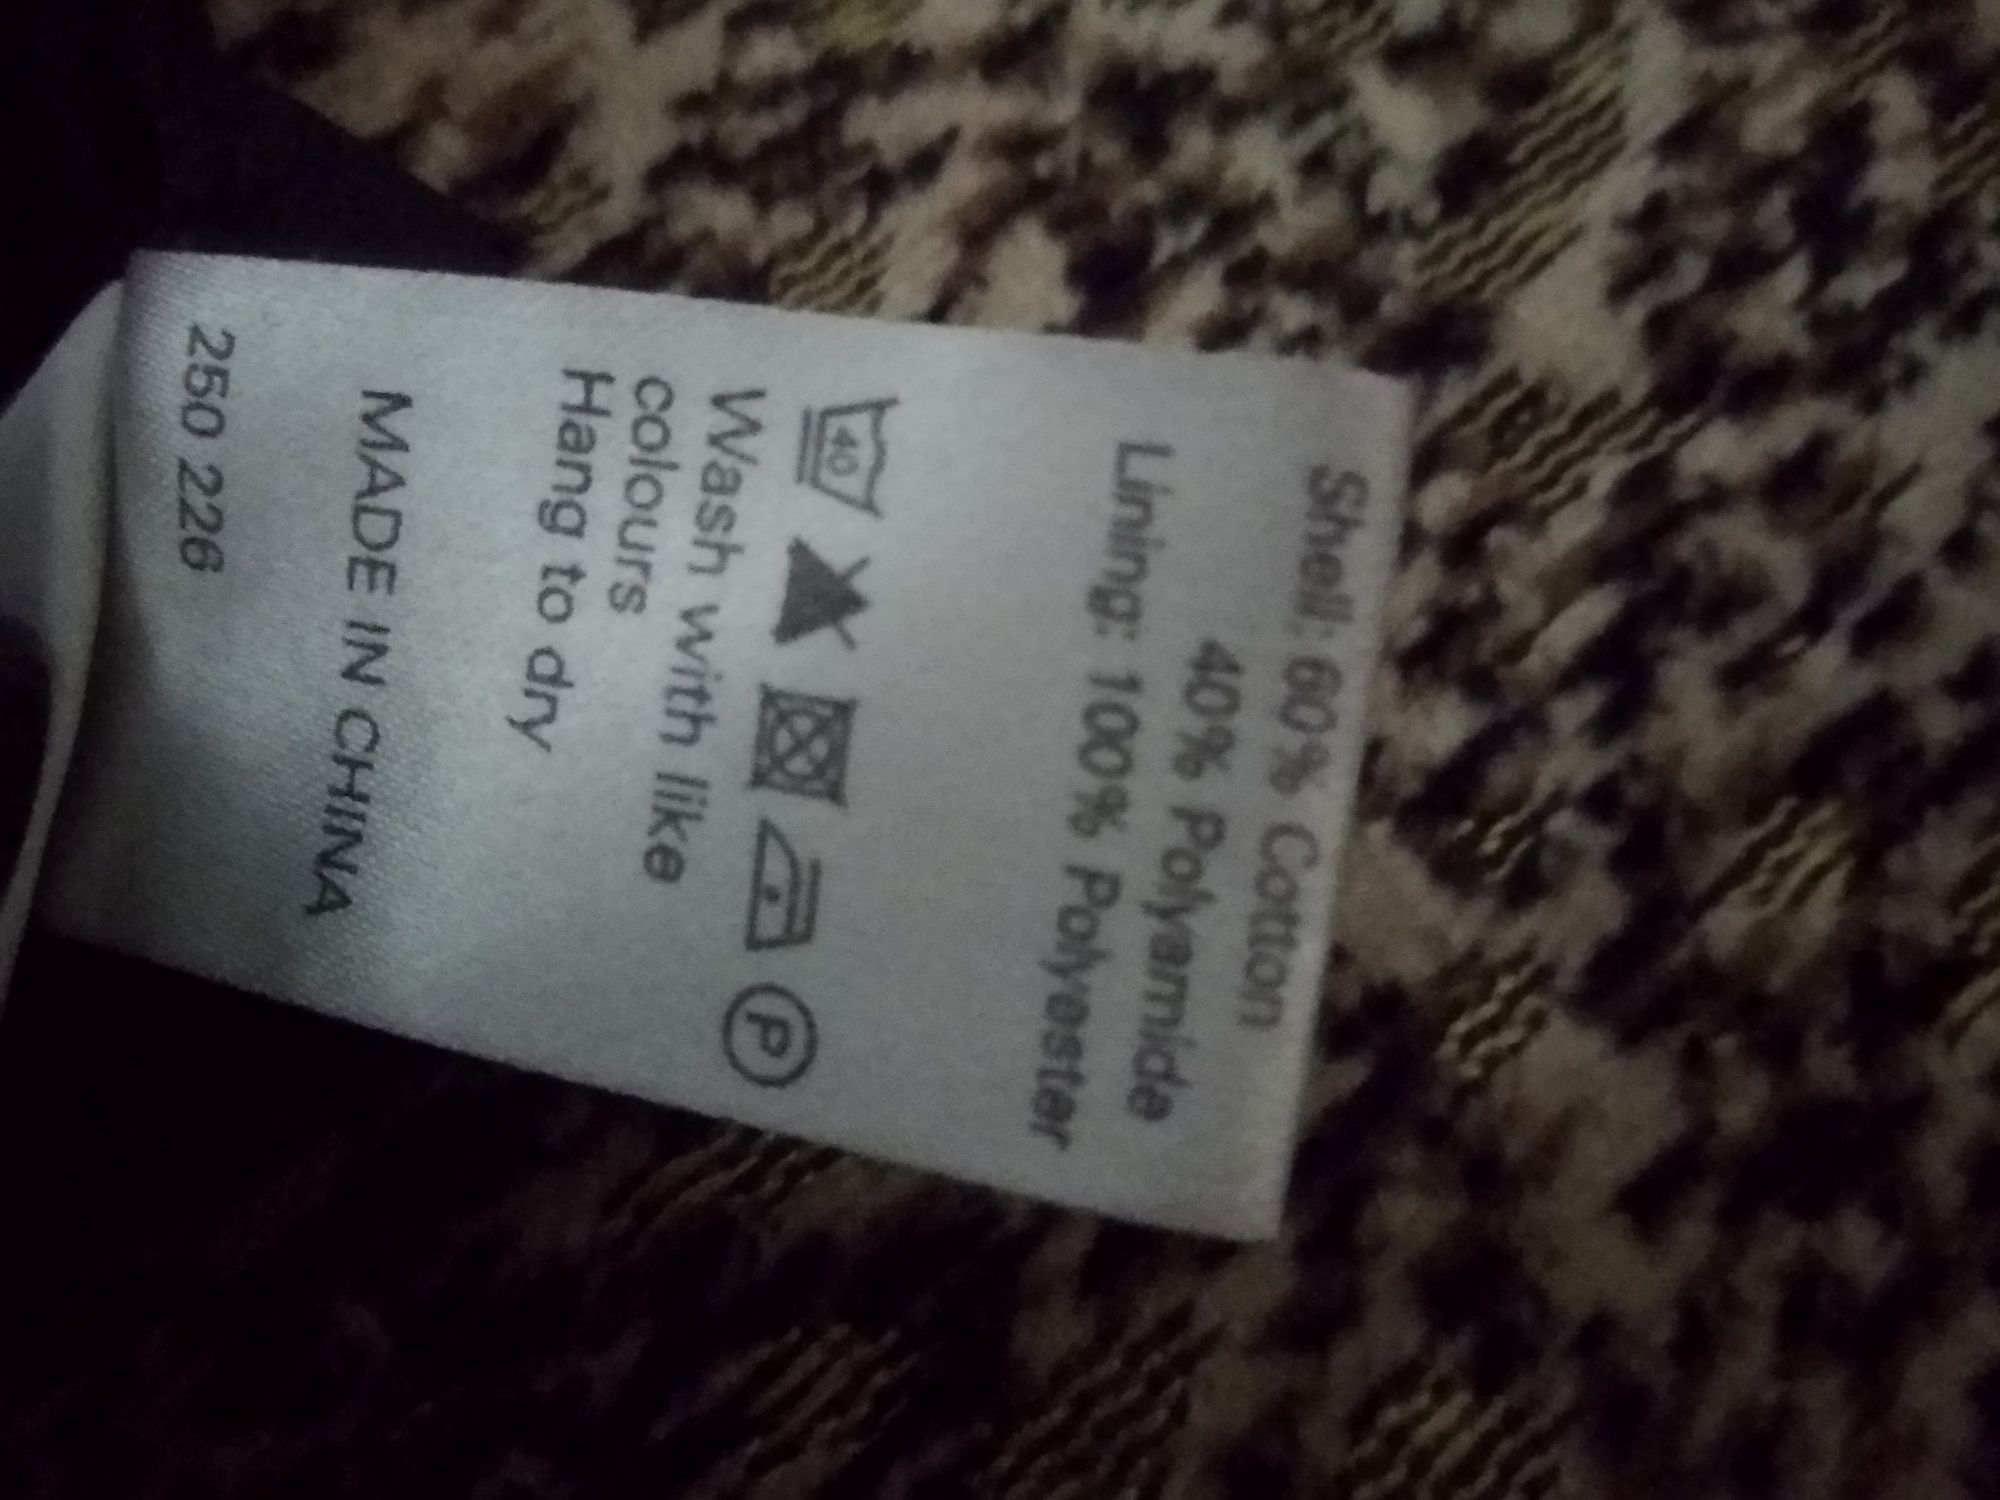 Shell: 60% Cotton
40% Polyamide
Lining: 100% Polyester
40 P
Wash with like
colours
Hang to dry
MADE IN CHINA
250 226